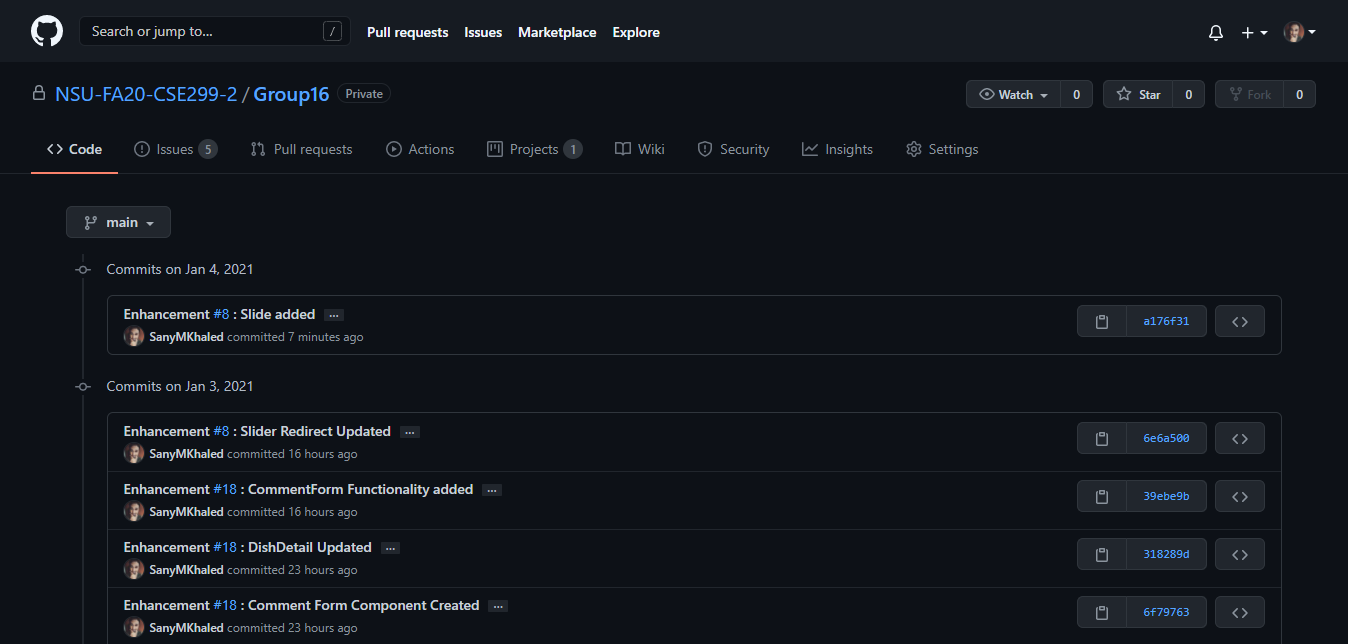 Search or jump to... / Pull requests Issues Marketplace Explore
NSU-FA20-CSE299-2 / Group16 Private Watch 0 Star 0 Fork 0
Code Issues 5 Pull requests Actions Projects 1 Wiki Security Insights Settings
main
Commits on Jan 4, 2021
Enhancement #8 : Slide added ...
SanyMKhaled committed 7 minutes ago a176f31
Commits on Jan 3, 2021
Enhancement #8 : Slider Redirect Updated ...
SanyMKhaled committed 16 hours ago 6e6a500
Enhancement #18 : CommentForm Functionality added ...
SanyMKhaled committed 16 hours ago 39ebe9b
Enhancement #18 : DishDetail Updated ...
SanyMKhaled committed 23 hours ago 318289d
Enhancement #18 : Comment Form Component Created ...
SanyMKhaled committed 23 hours ago 6f79763